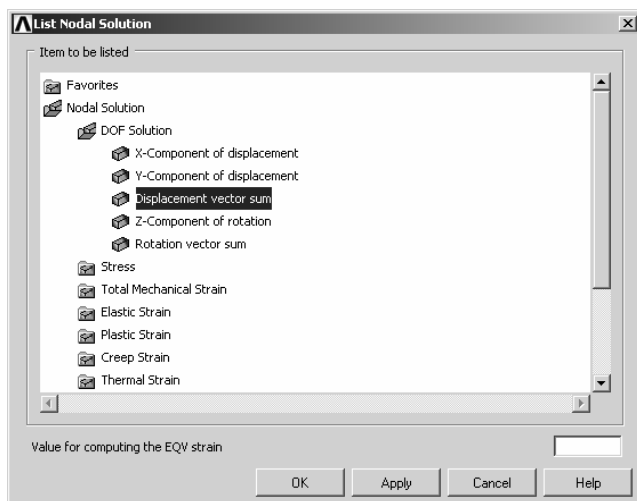 List Nodal Solution
Item to be listed
Favorites
Nodal Solution
DOF Solution
X-Component of displacement
Y-Component of displacement
Displacement vector sum
Z-Component of rotation
Rotation vector sum
Stress
Total Mechanical Strain
Elastic Strain
Plastic Strain
Creep Strain
Thermal Strain
Value for computing the EQV strain
OK Apply Cancel Help